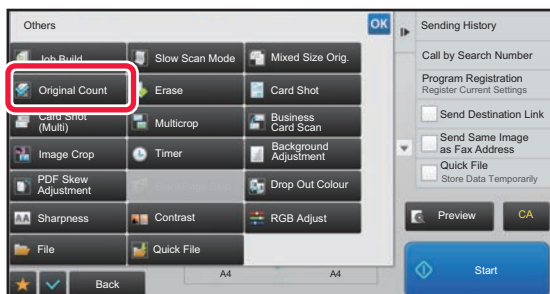 Others
OK
Job Build
Slow Scan Mode
Mixed Size Orig.
Original Count
Erase
Card Shot
Card Shot
(Multi)
Multicrop
Business
Card Scan
Image Crop
Timer
Background
Adjustment
PDF Skew
Adjustment
Drop Out Colour
AA
Sharpness
Contrast
RGB Adjust
File
Quick File
Back
A4
A4
Sending History
Call by Search Number
Program Registration
Register Current Settings
Send Destination Link
Send Same Image
as Fax Address
Quick File
Store Data Temporarily
Preview
CA
Start